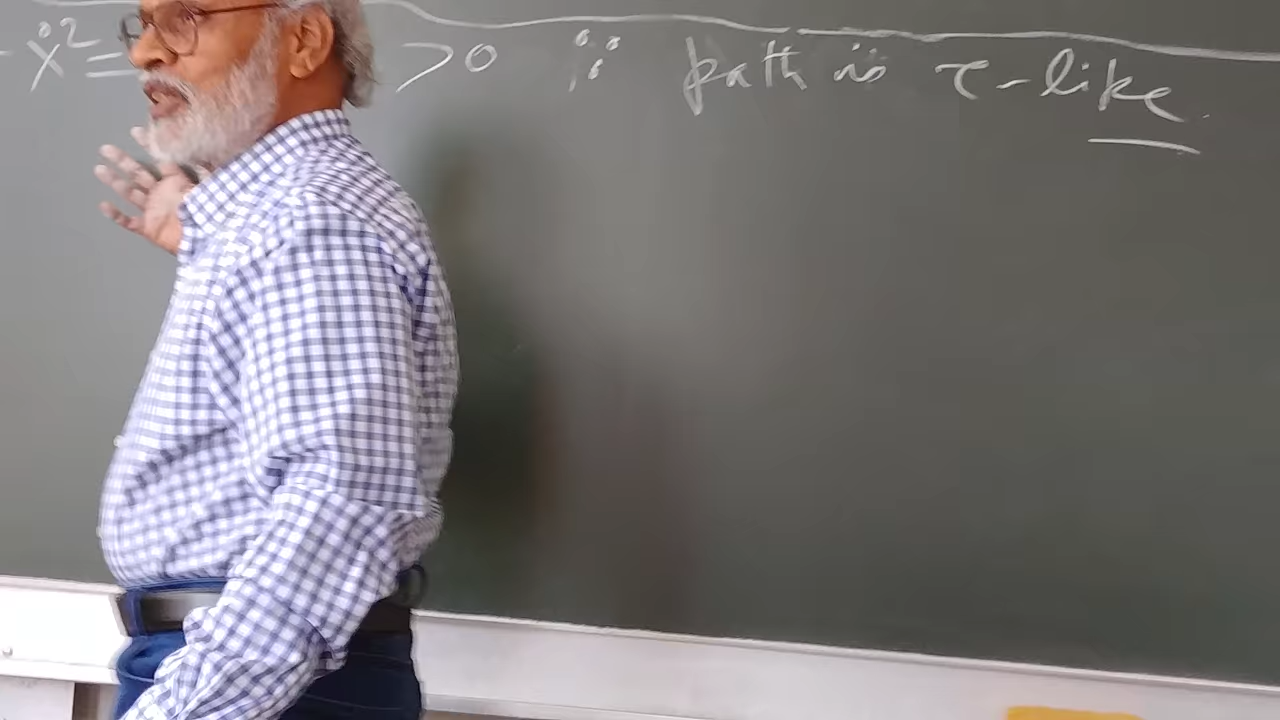 - ẋ² = > 0 ∵ path is τ-like